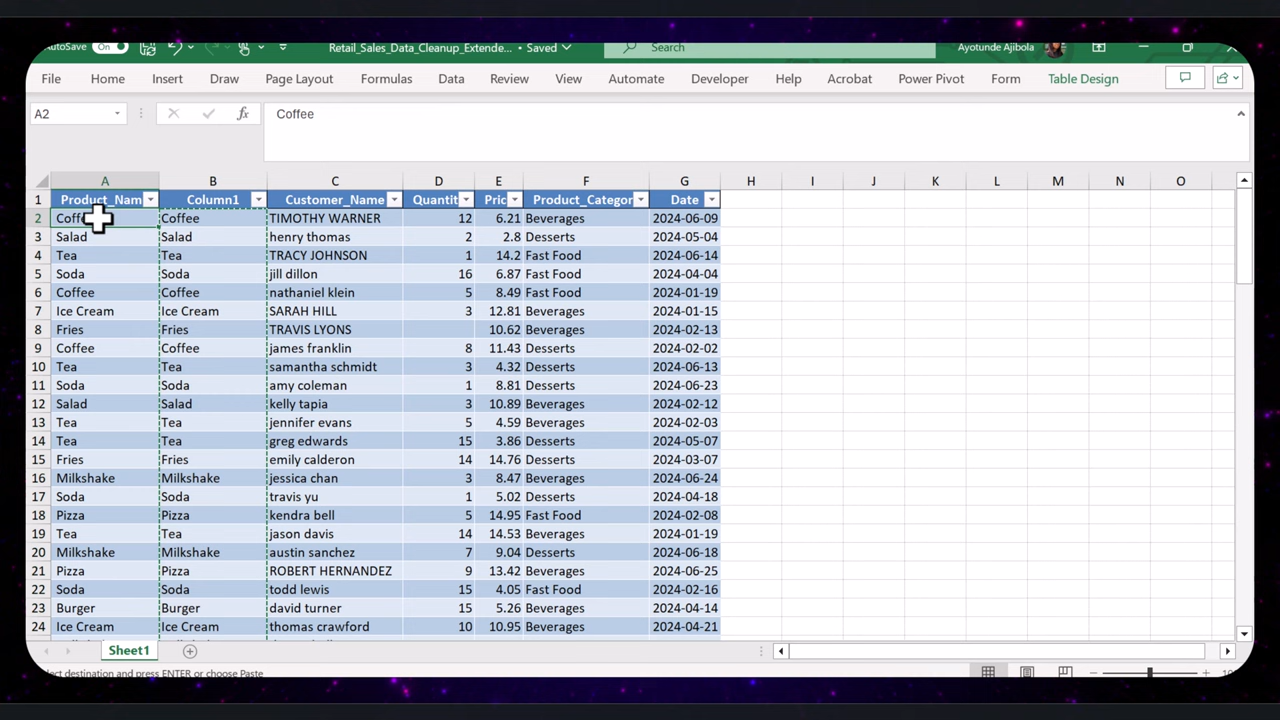 AutoSave On Retail_Sales_Data_Cleanup_Extende... • Saved Search Ayotunde Ajibola
File Home Insert Draw Page Layout Formulas Data Review View Automate Developer Help Acrobat Power Pivot Form Table Design
A2 fx Coffee
A B C D E F G H I J K L M N O
1 Product_Nam Column1 Customer_Name Quantit Pric Product_Categor Date
2 Coffee Coffee TIMOTHY WARNER 12 6.21 Beverages 2024-06-09
3 Salad Salad henry thomas 2 2.8 Desserts 2024-05-04
4 Tea Tea TRACY JOHNSON 1 14.2 Fast Food 2024-06-14
5 Soda Soda jill dillon 16 6.87 Fast Food 2024-04-04
6 Coffee Coffee nathaniel klein 5 8.49 Fast Food 2024-01-19
7 Ice Cream Ice Cream SARAH HILL 3 12.81 Beverages 2024-01-15
8 Fries Fries TRAVIS LYONS 10.62 Beverages 2024-02-13
9 Coffee Coffee james franklin 8 11.43 Desserts 2024-02-02
10 Tea Tea samantha schmidt 3 4.32 Beverages 2024-06-13
11 Soda Soda amy coleman 1 8.81 Desserts 2024-06-23
12 Salad Salad kelly tapia 3 10.89 Beverages 2024-02-12
13 Tea Tea jennifer evans 5 4.59 Beverages 2024-02-03
14 Tea Tea greg edwards 15 3.86 Desserts 2024-05-07
15 Fries Fries emily calderon 14 14.76 Desserts 2024-03-07
16 Milkshake Milkshake jessica chan 3 8.47 Beverages 2024-06-24
17 Soda Soda travis yu 1 5.02 Desserts 2024-04-18
18 Pizza Pizza kendra bell 5 14.95 Fast Food 2024-02-08
19 Tea Tea jason davis 14 14.53 Beverages 2024-01-19
20 Milkshake Milkshake austin sanchez 7 9.04 Desserts 2024-06-18
21 Pizza Pizza ROBERT HERNANDEZ 9 13.42 Beverages 2024-06-25
22 Soda Soda todd lewis 15 4.05 Fast Food 2024-02-16
23 Burger Burger david turner 15 5.26 Beverages 2024-04-14
24 Ice Cream Ice Cream thomas crawford 10 10.95 Beverages 2024-04-21
Sheet1
destination and press ENTER or choose Paste